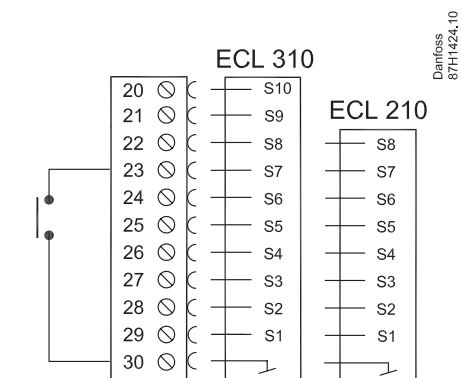 Danfoss
87H1424.10
ECL 310
ECL 210
20 S10
21 S9
22 S8 S8
23 S7 S7
24 S6 S6
25 S5 S5
26 S4 S4
27 S3 S3
28 S2 S2
29 S1 S1
30